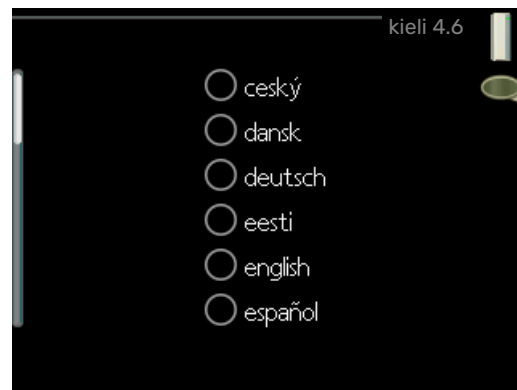 kieli 4.6
ceský
dansk
deutsch
eesti
english
español